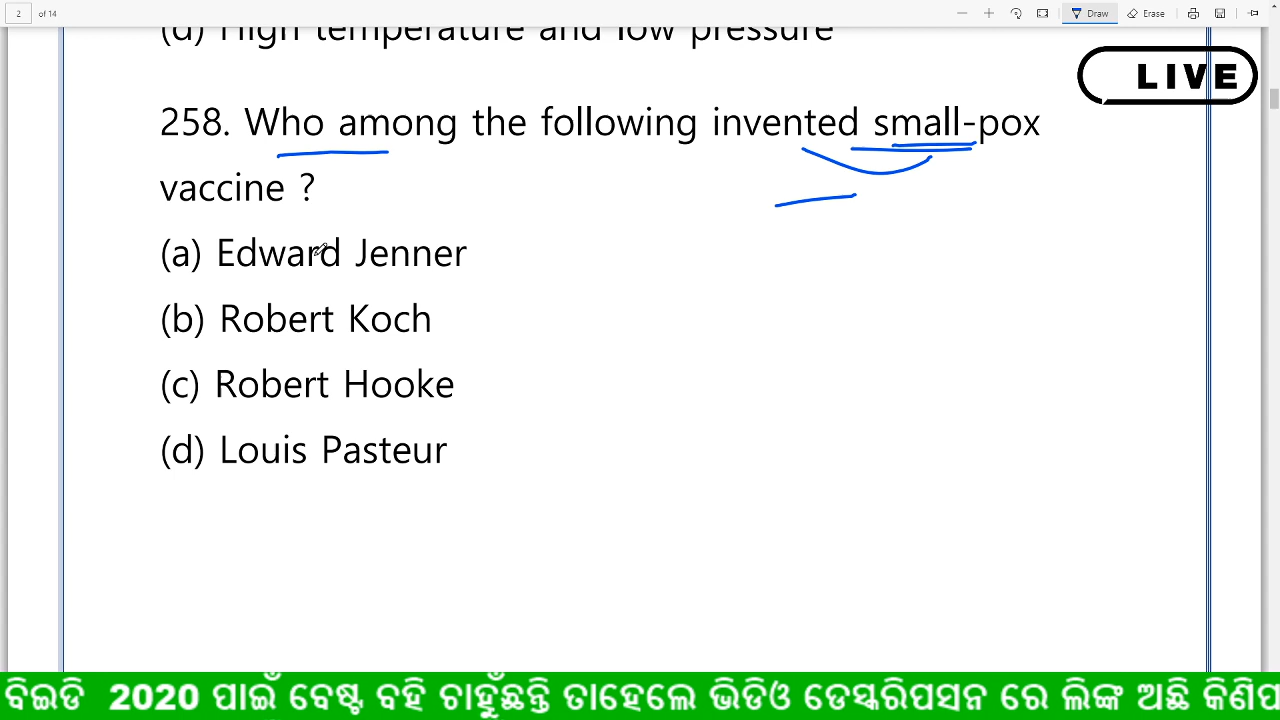 2 of 14 Draw Erase
(d) High temperature and low pressure
LIVE
258. Who among the following invented small-pox
vaccine ?
(a) Edward Jenner
(b) Robert Koch
(c) Robert Hooke
(d) Louis Pasteur
ବିଇଡି 2020 ପାଇଁ ବେଷ୍ଟ ବହି ଚାହୁଁଛନ୍ତି ତାହେଲେ ଭିଡିଓ ଡେସ୍କରିପସନ ରେ ଲିଙ୍କ ଅଛି କିଣିପ